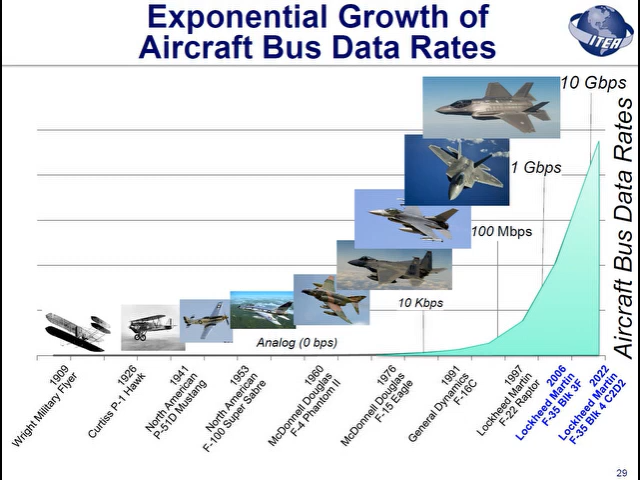 Exponential Growth of
Aircraft Bus Data Rates
ITEA
10 Gbps
1 Gbps
100 Mbps
10 Kbps
Analog (0 bps)
Aircraft Bus Data Rates
1909
Wright Military Flyer
1926
Curtiss P-1 Hawk
1941
North American
P-51D Mustang
1953
North American
F-100 Super Sabre
1960
McDonnell Douglas
F-4 Phantom II
1976
McDonnell Douglas
F-15 Eagle
1991
General Dynamics
F-16C
1997
Lockheed Martin
F-22 Raptor
2006
Lockheed Martin
F-35 Blk 3F
2022
Lockheed Martin
F-35 Blk 4 C2D2
29